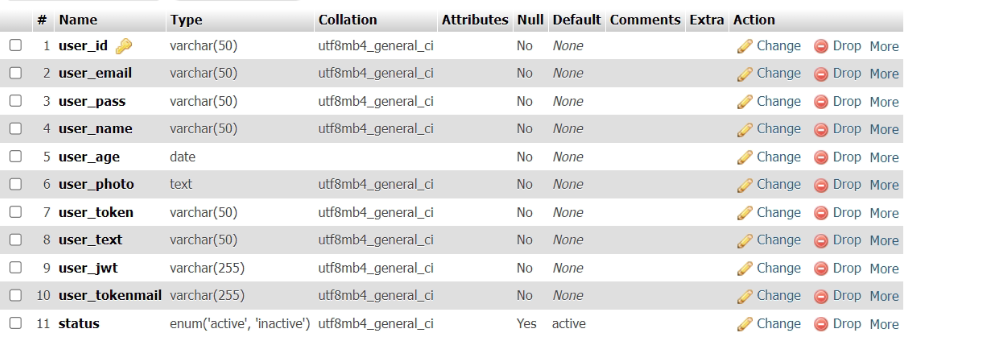 # Name Type Collation Attributes Null Default Comments Extra Action
1 user_id varchar(50) utf8mb4_general_ci No None Change Drop More
2 user_email varchar(50) utf8mb4_general_ci No None Change Drop More
3 user_pass varchar(50) utf8mb4_general_ci No None Change Drop More
4 user_name varchar(50) utf8mb4_general_ci No None Change Drop More
5 user_age date No None Change Drop More
6 user_photo text utf8mb4_general_ci No None Change Drop More
7 user_token varchar(50) utf8mb4_general_ci No None Change Drop More
8 user_text varchar(50) utf8mb4_general_ci No None Change Drop More
9 user_jwt varchar(255) utf8mb4_general_ci No None Change Drop More
10 user_tokenmail varchar(255) utf8mb4_general_ci No None Change Drop More
11 status enum('active', 'inactive') utf8mb4_general_ci Yes active Change Drop More